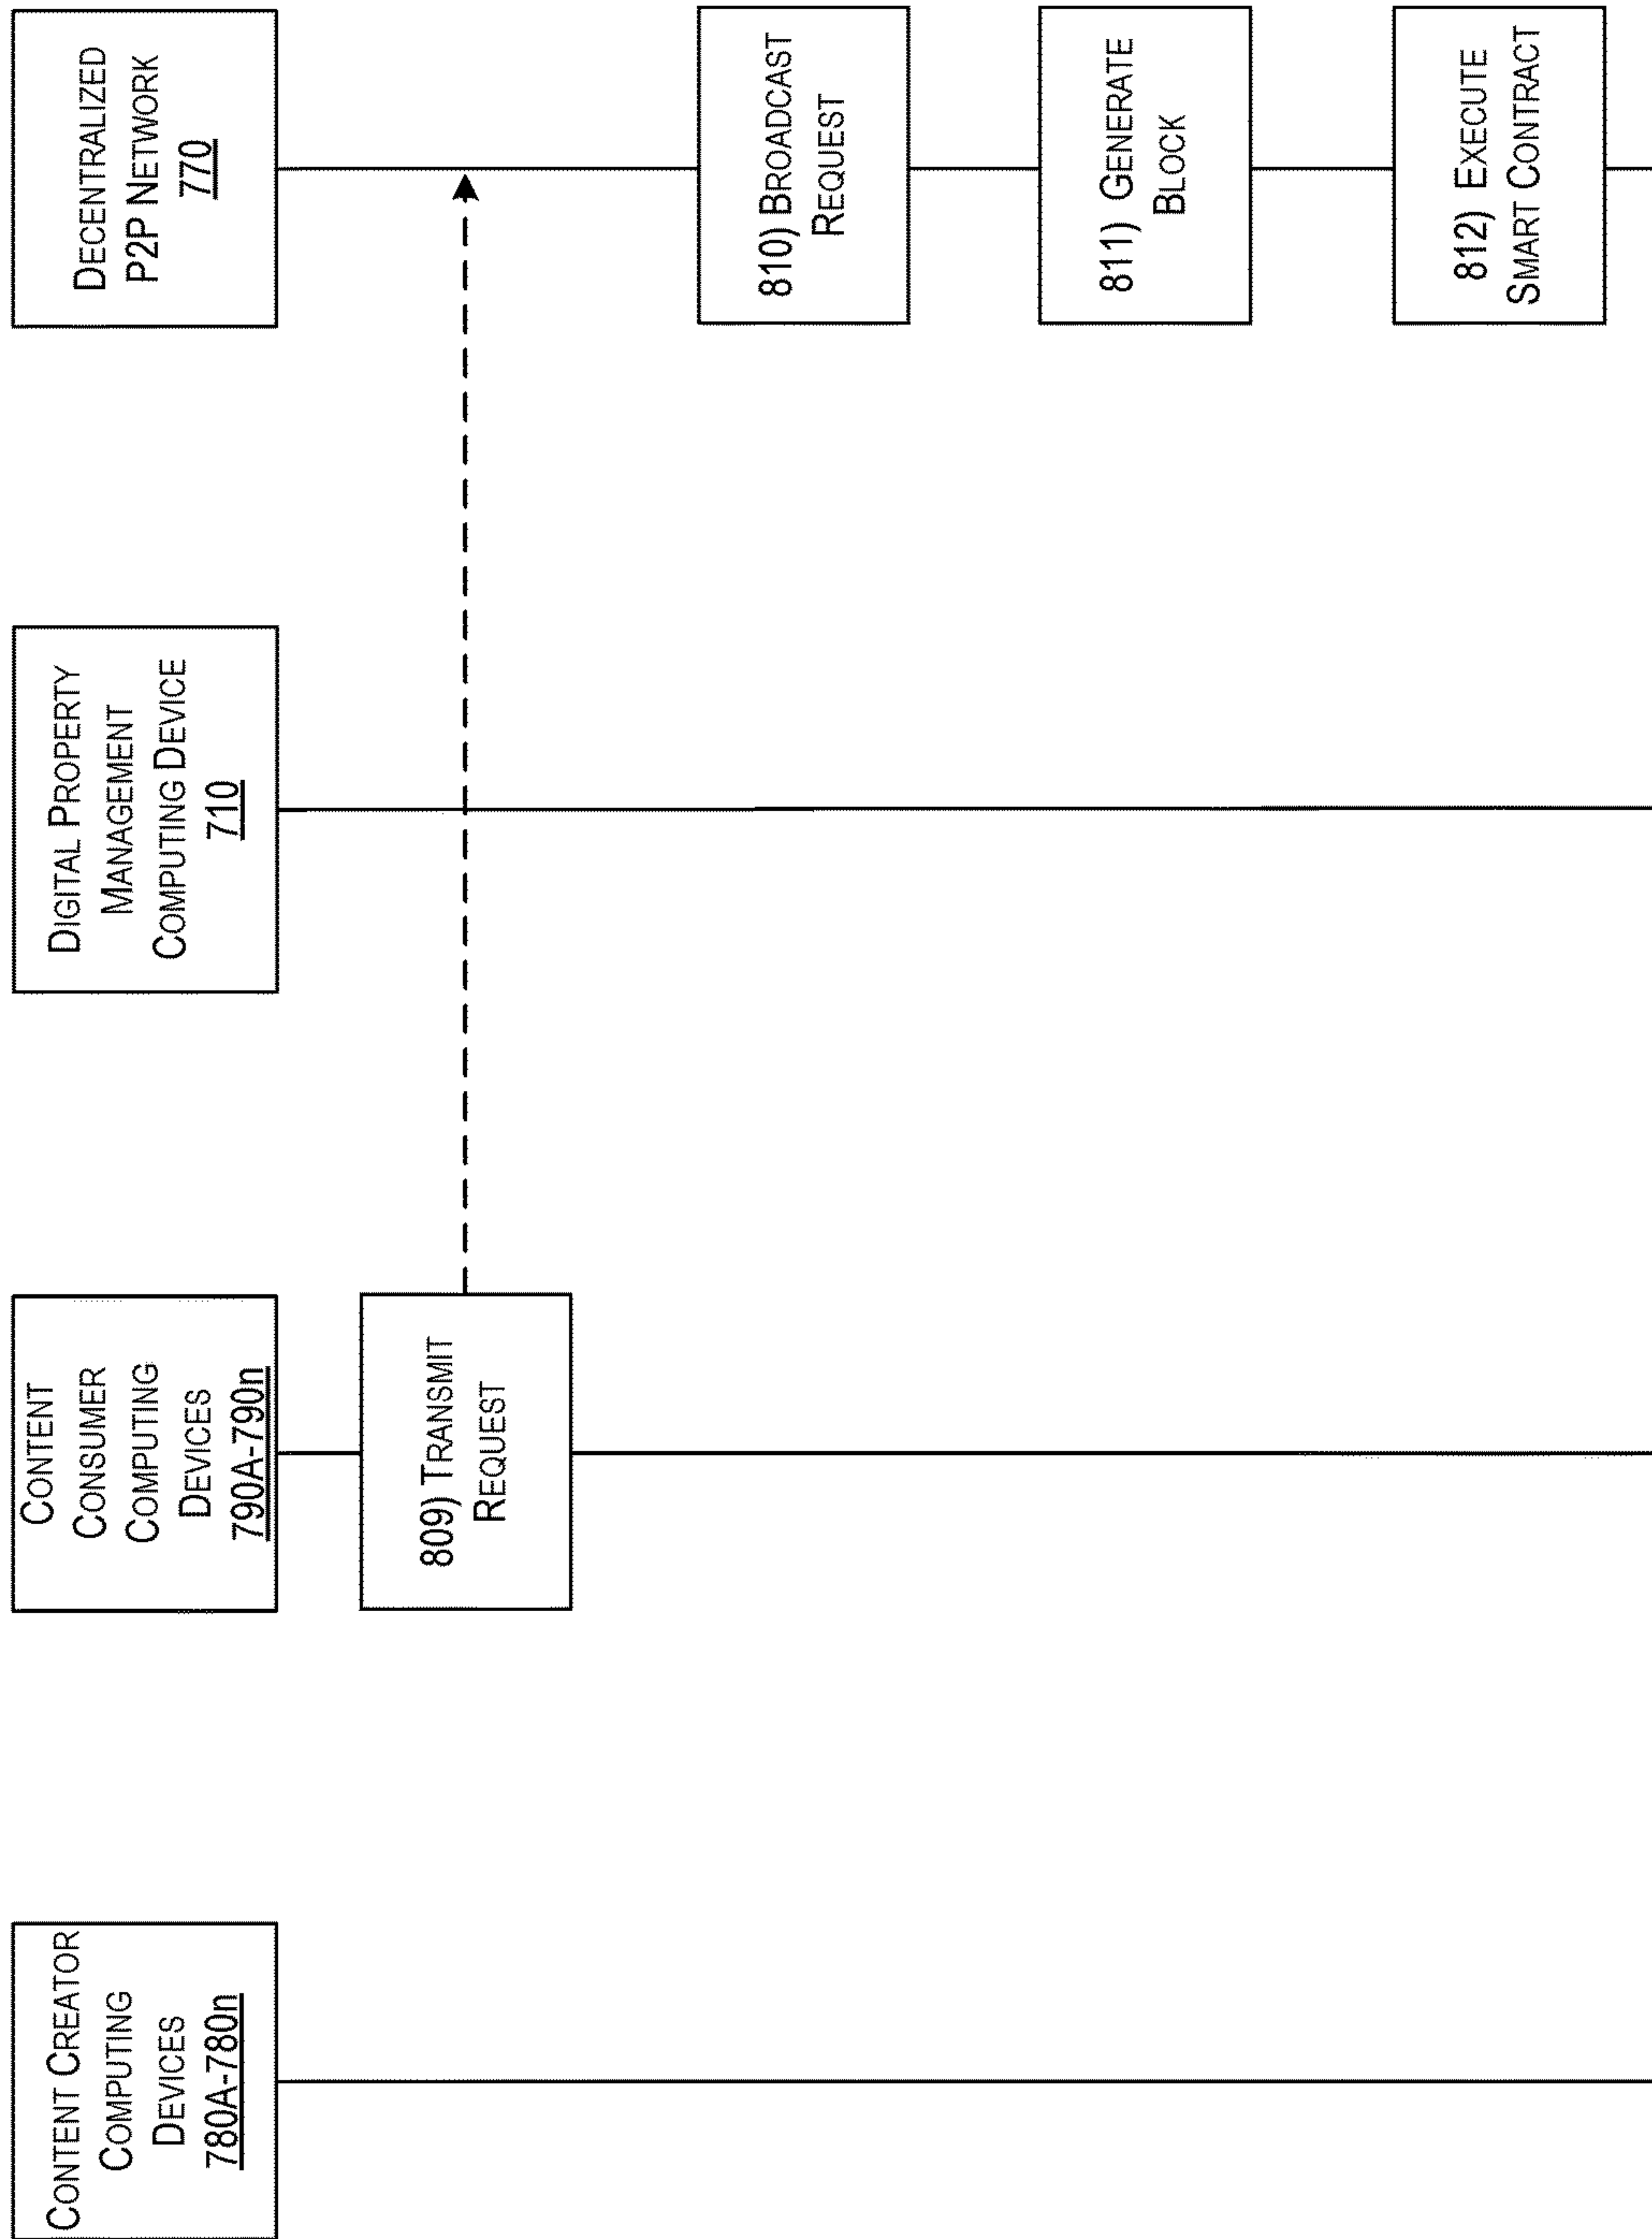 CONTENT CREATOR
COMPUTING
DEVICES
780A-780n
CONTENT
CONSUMER
COMPUTING
DEVICES
790A-790n
DIGITAL PROPERTY
MANAGEMENT
COMPUTING DEVICE
710
DECENTRALIZED
P2P NETWORK
770
809) TRANSMIT
REQUEST
810) BROADCAST
REQUEST
811) GENERATE
BLOCK
812) EXECUTE
SMART CONTRACT